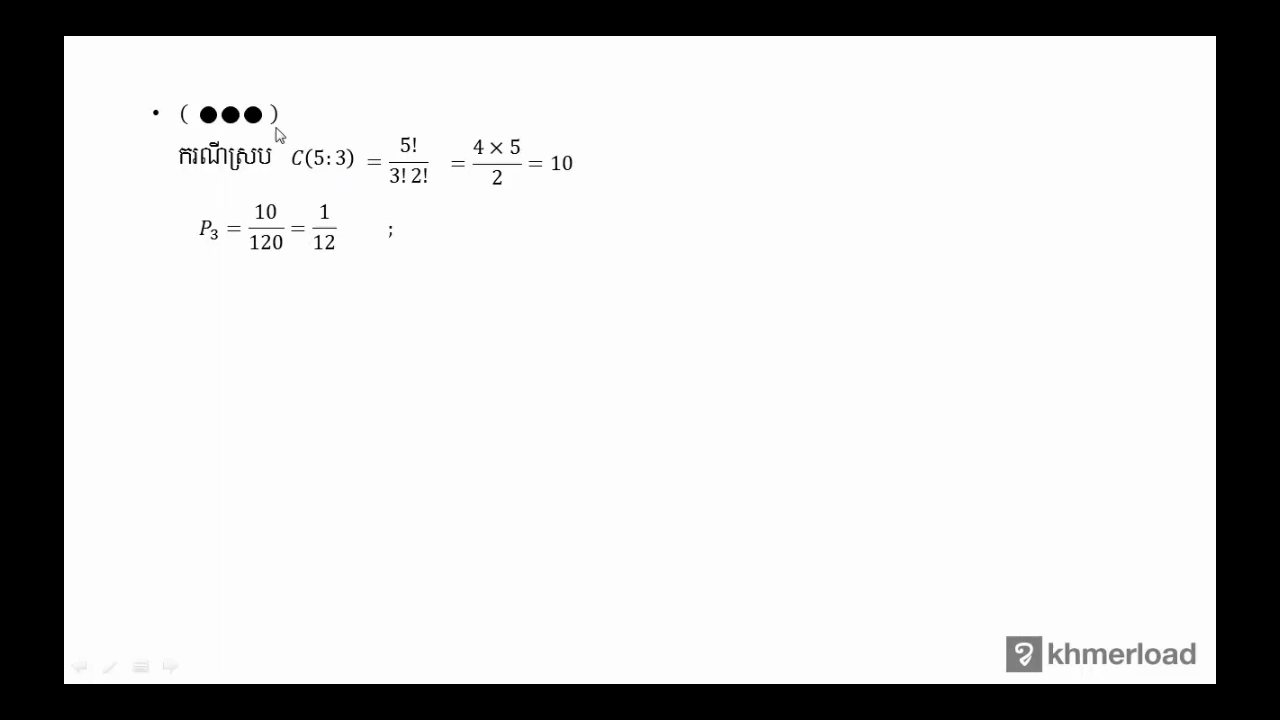 • ( ●●● )
ករណីស្រប C(5:3) = 5!/(3! 2!) = (4 × 5)/2 = 10
P₃ = 10/120 = 1/12 ;
khmerload